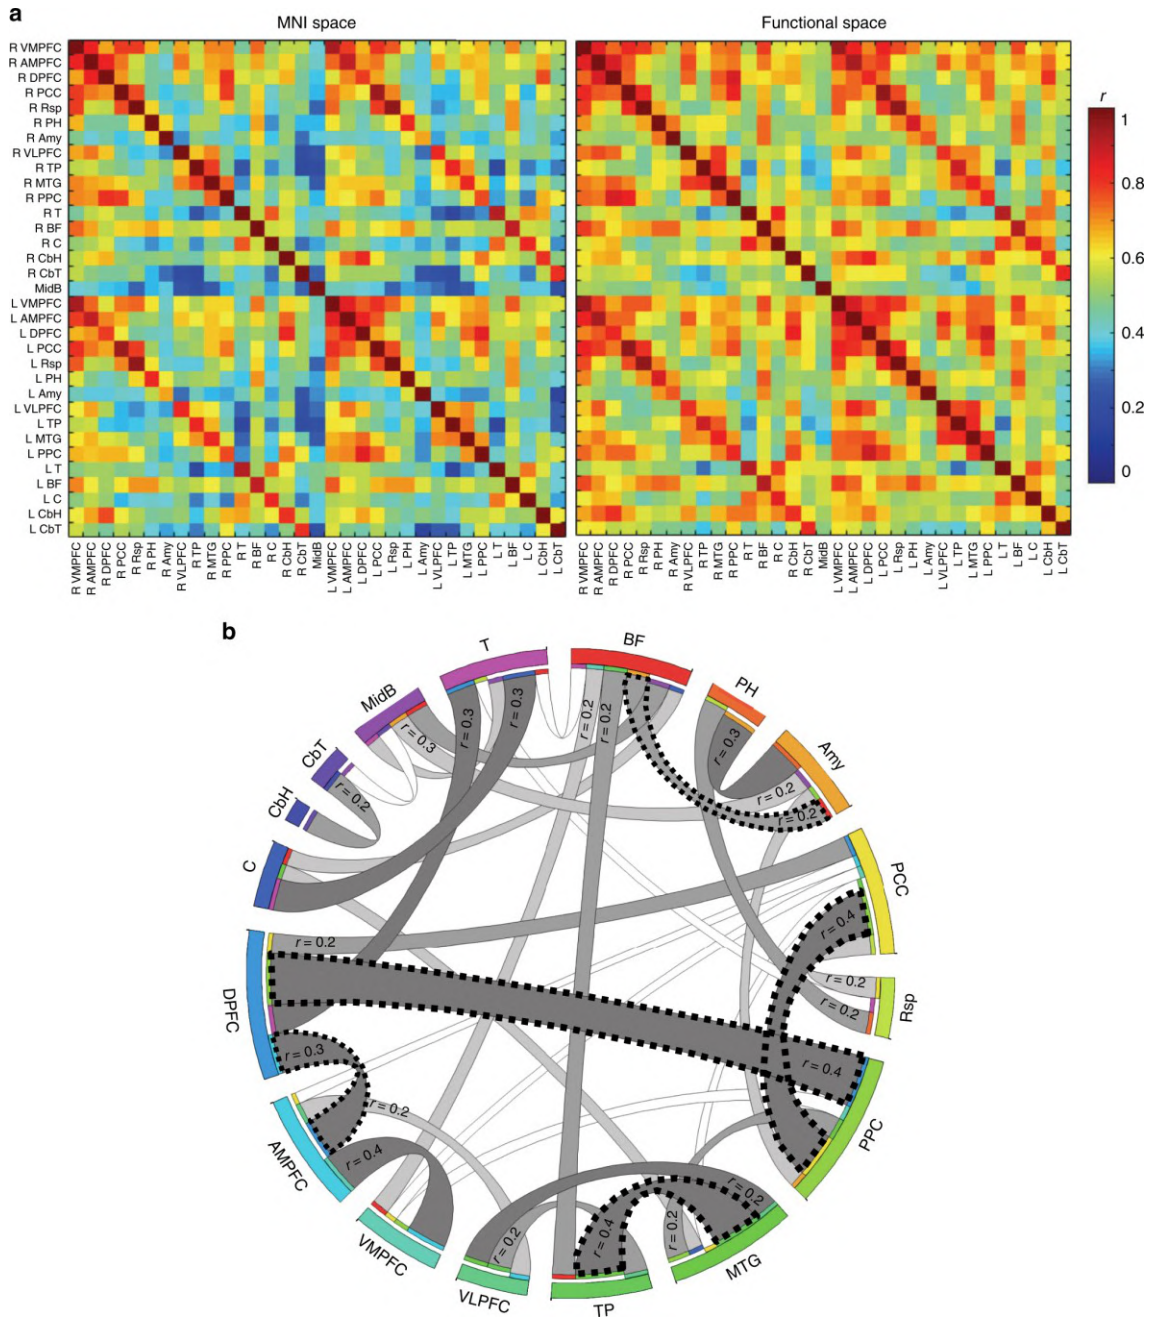 a
MNI space
Functional space
R VMPFC
R AMPFC
R DPFC
R PCC
R Rsp
R PH
R Amy
R VLPFC
R TP
R MTG
R PPC
R T
R BF
R C
R CbH
R CbT
MidB
L VMPFC
L AMPFC
L DPFC
L PCC
L Rsp
L PH
L Amy
L VLPFC
L TP
L MTG
L PPC
L T
L BF
L C
L CbH
L CbT
r
1
0.8
0.6
0.4
0.2
0
R VMPFC
R AMPFC
R DPFC
R PCC
R Rsp
R PH
R Amy
R VLPFC
R TP
R MTG
R PPC
R T
R BF
R C
R CbH
R CbT
MidB
L VMPFC
L AMPFC
L DPFC
L PCC
L Rsp
L PH
L Amy
L VLPFC
L TP
L MTG
L PPC
L T
L BF
L C
L CbH
L CbT
R VMPFC
R AMPFC
R DPFC
R PCC
R Rsp
R PH
R Amy
R VLPFC
R TP
R MTG
R PPC
R T
R BF
R C
R CbH
R CbT
MidB
L VMPFC
L AMPFC
L DPFC
L PCC
L Rsp
L PH
L Amy
L VLPFC
L TP
L MTG
L PPC
L T
L BF
L C
L CbH
L CbT
b
T
BF
PH
MidB
Amy
CbT
CbH
C
PCC
DPFC
Rsp
AMPFC
PPC
VMPFC
VLPFC
TP
MTG
r = 0.3
r = 0.3
r = 0.3
r = 0.2
r = 0.2
r = 0.3
r = 0.2
r = 0.2
r = 0.2
r = 0.2
r = 0.4
r = 0.2
r = 0.2
r = 0.3
r = 0.4
r = 0.2
r = 0.4
r = 0.2
r = 0.4
r = 0.2
r = 0.2